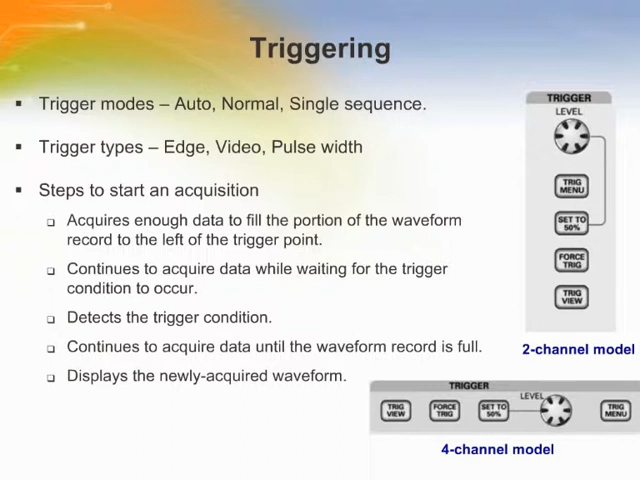 Triggering
▪ Trigger modes – Auto, Normal, Single sequence.
▪ Trigger types – Edge, Video, Pulse width
▪ Steps to start an acquisition
❑ Acquires enough data to fill the portion of the waveform
record to the left of the trigger point.
❑ Continues to acquire data while waiting for the trigger
condition to occur.
❑ Detects the trigger condition.
❑ Continues to acquire data until the waveform record is full.
❑ Displays the newly-acquired waveform.
TRIGGER
LEVEL
TRIG
MENU
SET TO
50%
FORCE
TRIG
TRIG
VIEW
2-channel model
TRIGGER
TRIG
VIEW
FORCE
TRIG
SET TO
50%
LEVEL
TRIG
MENU
4-channel model